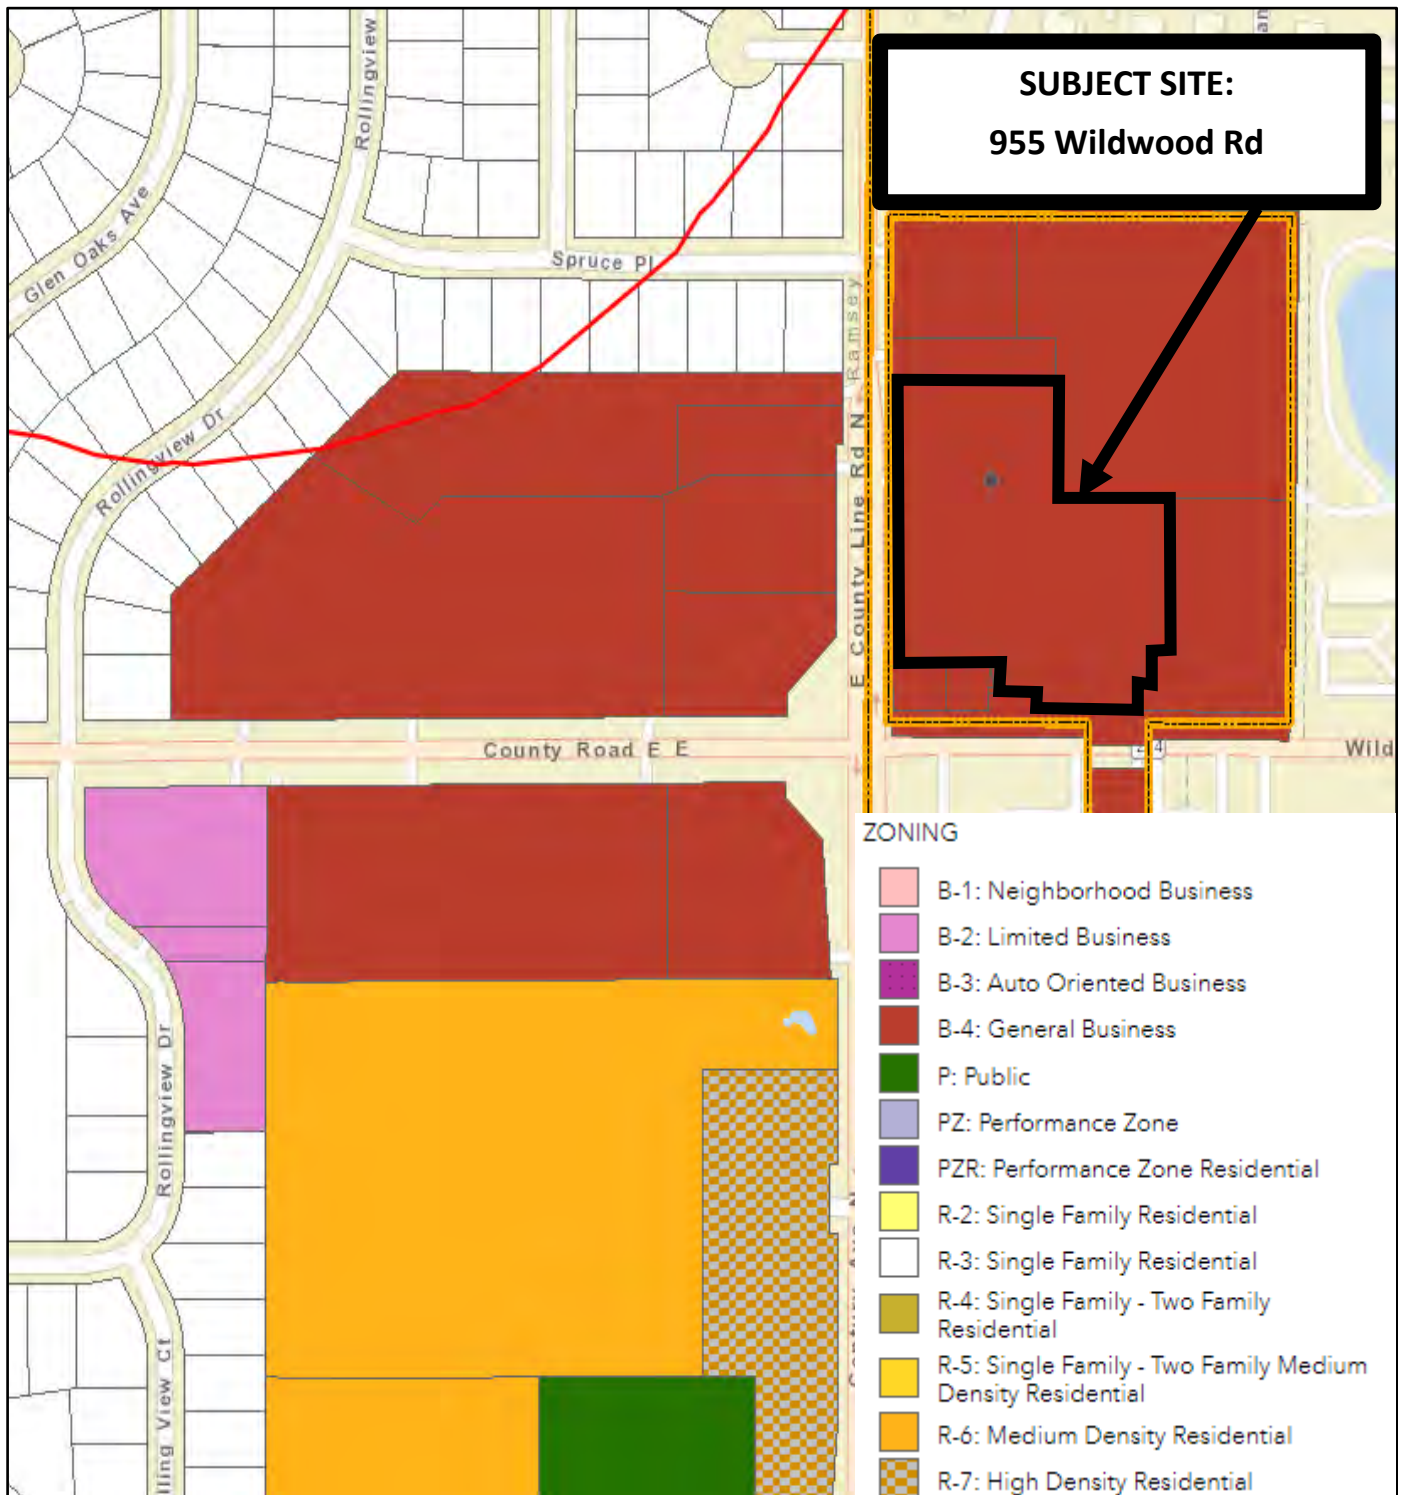 SUBJECT SITE:
955 Wildwood Rd
Rollingview
Glen Oaks Ave
Spruce Pl
Ramsey
Rollingview Dr
E County Line Rd N
County Road E E
Wild
ZONING
B-1: Neighborhood Business
B-2: Limited Business
B-3: Auto Oriented Business
B-4: General Business
P: Public
PZ: Performance Zone
PZR: Performance Zone Residential
R-2: Single Family Residential
R-3: Single Family Residential
R-4: Single Family - Two Family
Residential
R-5: Single Family - Two Family Medium
Density Residential
R-6: Medium Density Residential
R-7: High Density Residential
Rollingview Dr
lling View Ct